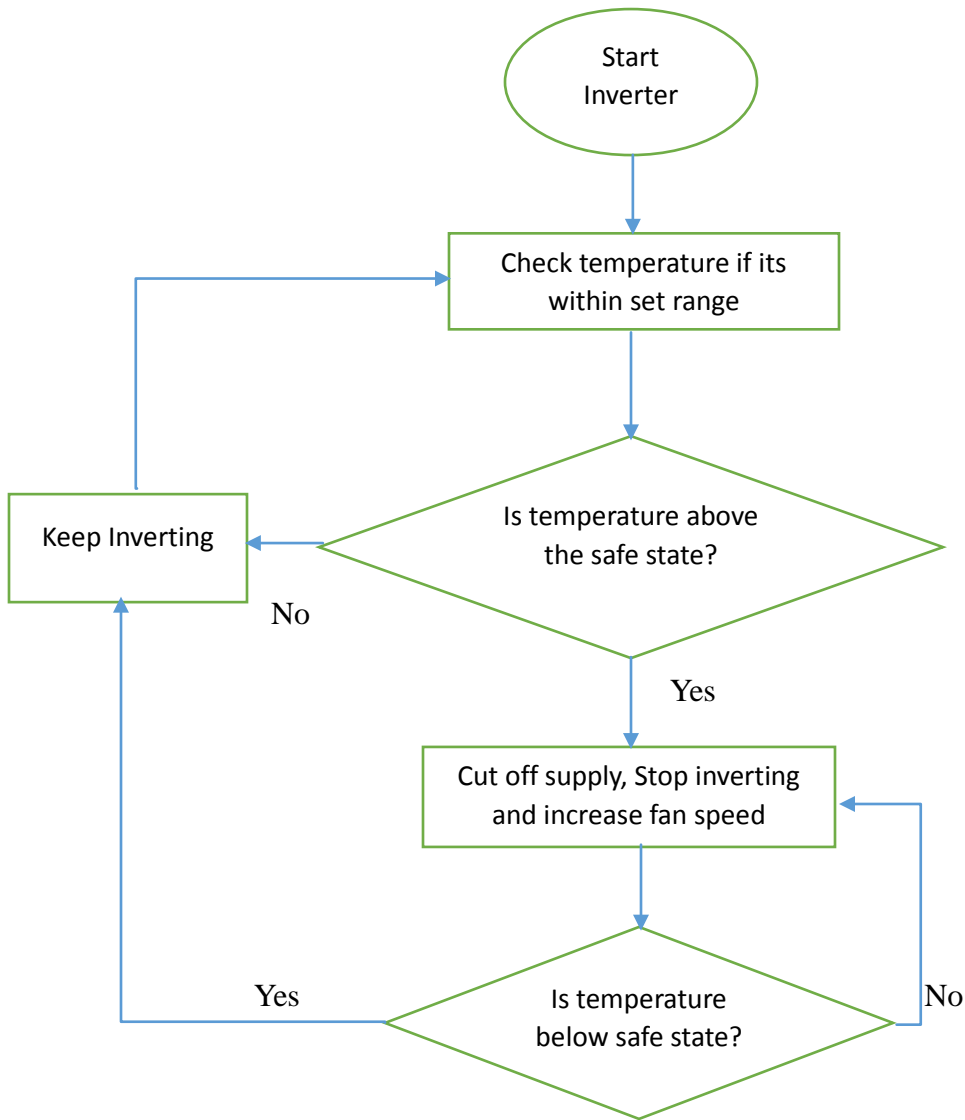 Start
Inverter
Check temperature if its
within set range
Is temperature above
the safe state?
Keep Inverting
No
Yes
Cut off supply, Stop inverting
and increase fan speed
Is temperature
below safe state?
Yes
No